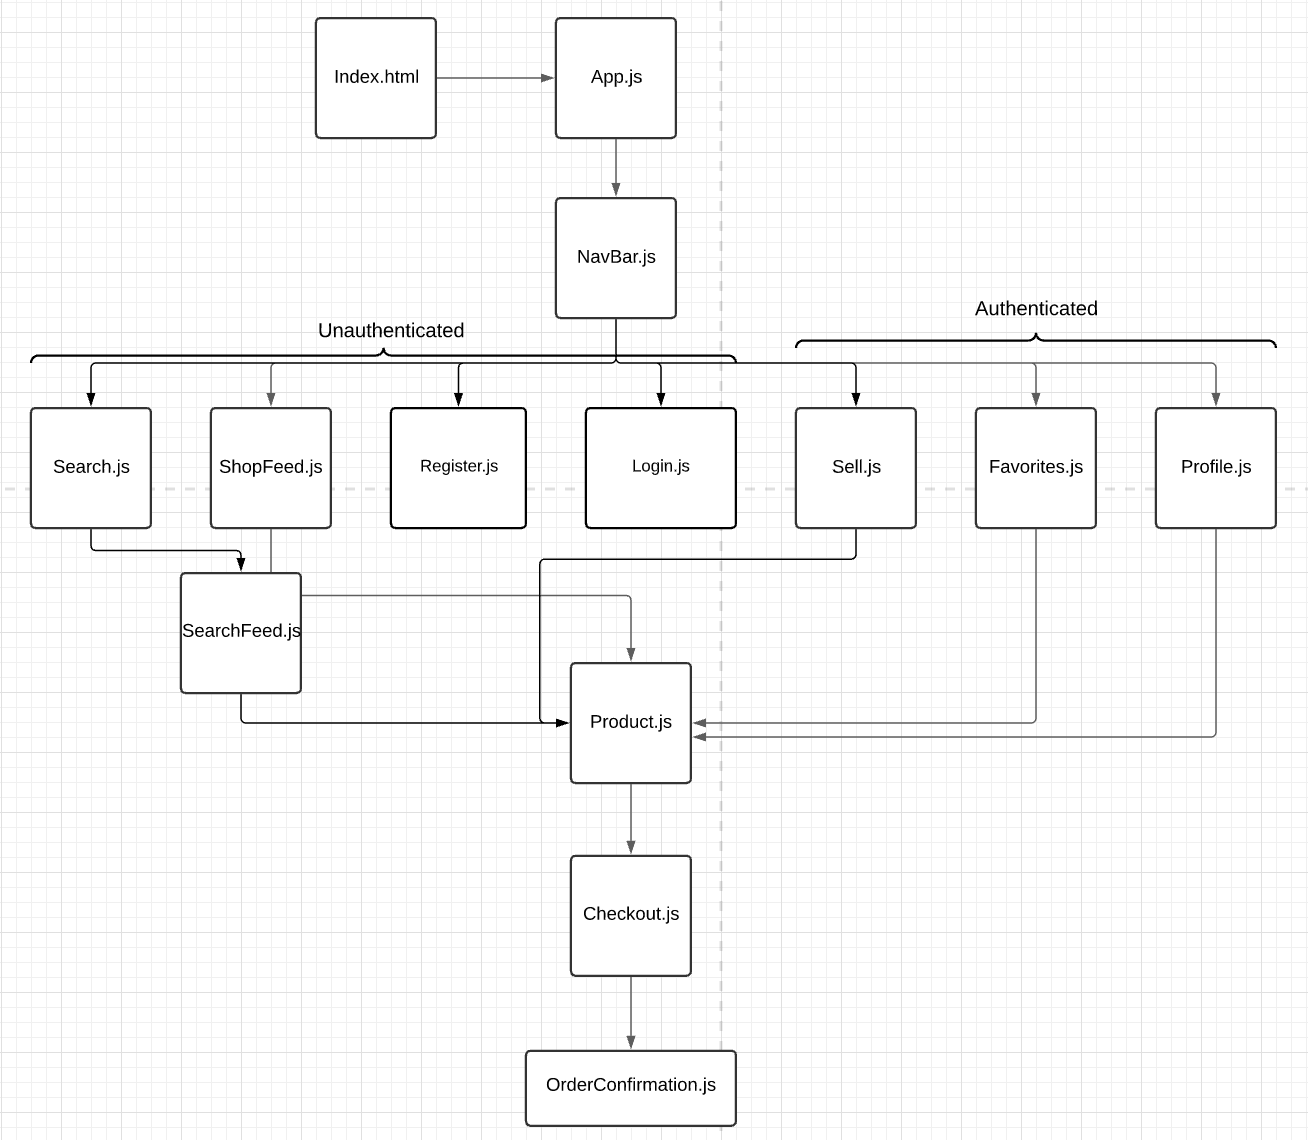 Index.html
App.js
NavBar.js
Authenticated
Unauthenticated
Search.js
ShopFeed.js
Register.js
Login.js
Sell.js
Favorites.js
Profile.js
SearchFeed.js
Product.js
Checkout.js
OrderConfirmation.js